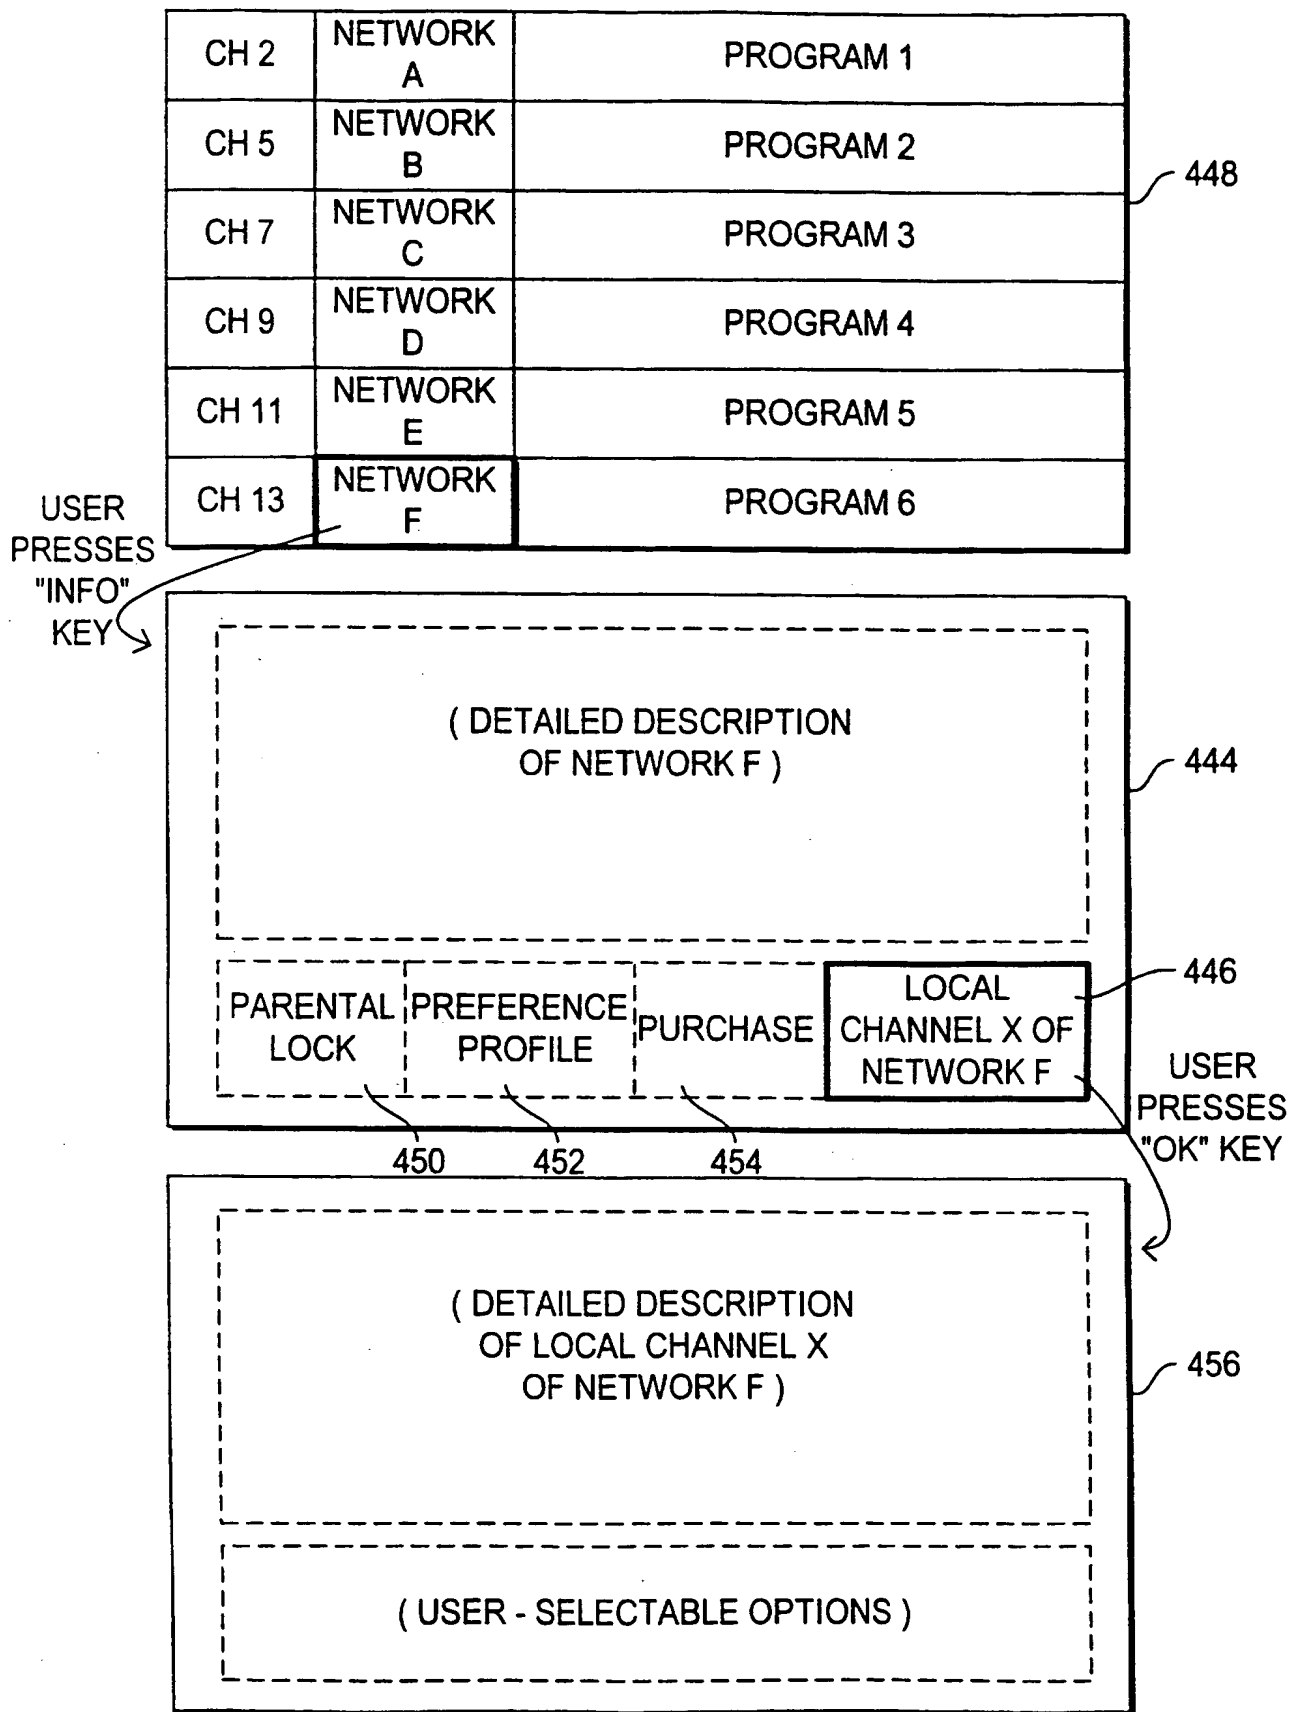 CH 2
NETWORK
A
PROGRAM 1
CH 5
NETWORK
B
PROGRAM 2
448
CH 7
NETWORK
C
PROGRAM 3
CH 9
NETWORK
D
PROGRAM 4
CH 11
NETWORK
E
PROGRAM 5
CH 13
NETWORK
F
PROGRAM 6
USER
PRESSES
"INFO"
KEY
( DETAILED DESCRIPTION
OF NETWORK F )
444
PARENTAL
LOCK
PREFERENCE
PROFILE
PURCHASE
LOCAL
CHANNEL X OF
NETWORK F
446
USER
PRESSES
"OK" KEY
450
452
454
( DETAILED DESCRIPTION
OF LOCAL CHANNEL X
OF NETWORK F )
456
( USER - SELECTABLE OPTIONS )